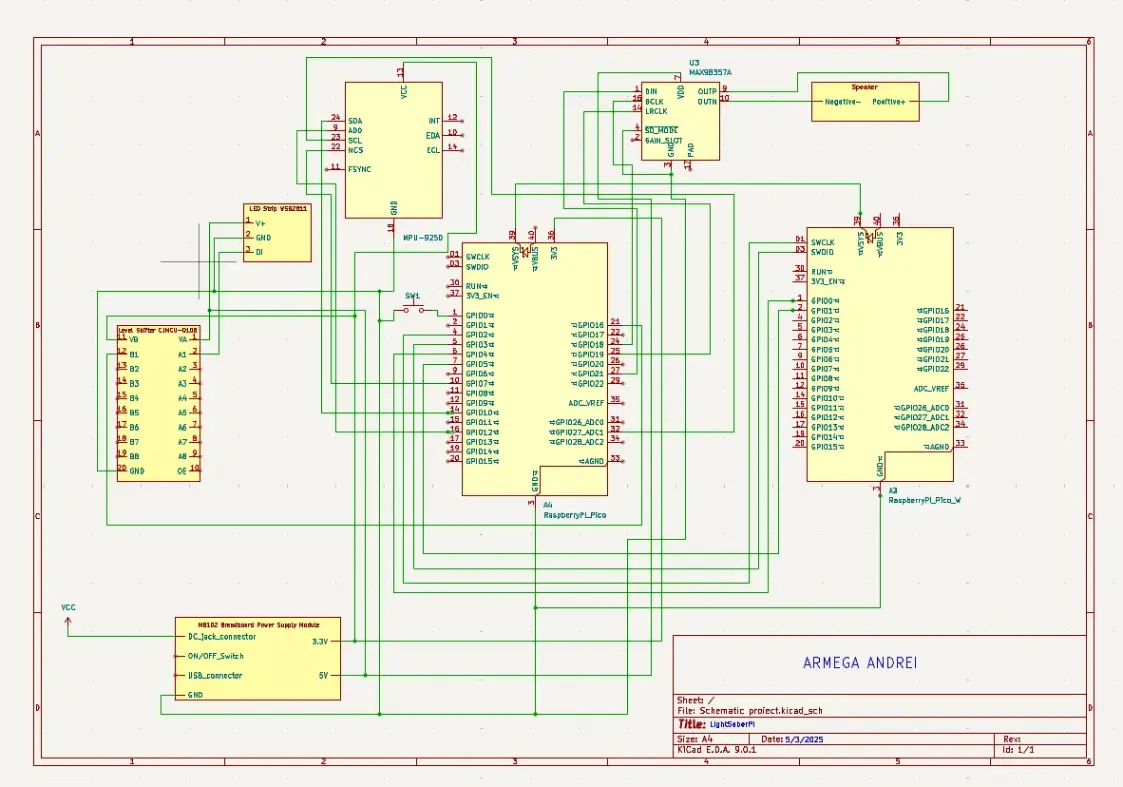 1 2 3 4 5 6
A
B
C
D
U3
MAX98357A
1 DIN
16 BCLK
14 LRCLK
4 SD_MODE
2 GAIN_SLOT
7 VDD
OUTP 9
OUTN 10
GND 3
PAD 17
Speaker
Negetive- Positive+
13 VCC
24 SDA
9 AD0
23 SCL
22 NCS
11 FSYNC
INT 12
EDA 10
ECL 14
GND 18
MPU-9250
LED Strip WS62811
1 V+
2 GND
3 DI
SW1
Level Shifter CJMCU-0108
11 VB VA 1
12 B1 A1 2
13 B2 A2 3
14 B3 A3 4
15 B4 A4 5
16 B5 A5 6
17 B6 A6 7
18 B7 A7 8
19 B8 A8 9
20 GND OE 10
39 VSYS
40 VBUS
36 3V3
D1 SWCLK
D3 SWDIO
30 RUN
37 3V3_EN
1 GPIO0
2 GPIO1
4 GPIO2
5 GPIO3
6 GPIO4
7 GPIO5
9 GPIO6
10 GPIO7
11 GPIO8
12 GPIO9
14 GPIO10
15 GPIO11
16 GPIO12
17 GPIO13
19 GPIO14
20 GPIO15
GPIO16 21
GPIO17 22
GPIO18 24
GPIO19 25
GPIO20 26
GPIO21 27
GPIO22 29
ADC_VREF 35
GPIO26_ADC0 31
GPIO27_ADC1 32
GPIO28_ADC2 34
AGND 33
GND 3
A4
RaspberryPi_Pico
39 VSYS
40 VBUS
36 3V3
D1 SWCLK
D3 SWDIO
30 RUN
37 3V3_EN
1 GPIO0
2 GPIO1
4 GPIO2
5 GPIO3
6 GPIO4
7 GPIO5
9 GPIO6
10 GPIO7
11 GPIO8
12 GPIO9
14 GPIO10
15 GPIO11
16 GPIO12
17 GPIO13
19 GPIO14
20 GPIO15
GPIO16 21
GPIO17 22
GPIO18 24
GPIO19 25
GPIO20 26
GPIO21 27
GPIO22 29
ADC_VREF 35
GPIO26_ADC0 31
GPIO27_ADC1 32
GPIO28_ADC2 34
AGND 33
GND 3
A3
RaspberryPi_Pico_W
VCC
MB102 Breadboard Power Supply Module
DC_jack_connector
ON/OFF_Switch
USB_connector
GND
3.3V
5V
ARMEGA ANDREI
Sheet: /
File: Schematic proiect.kicad_sch
Title: LightSaberPi
Size: A4 Date: 5/3/2025 Rev:
KiCad E.D.A. 9.0.1 Id: 1/1
A
B
C
D
1 2 3 4 5 6